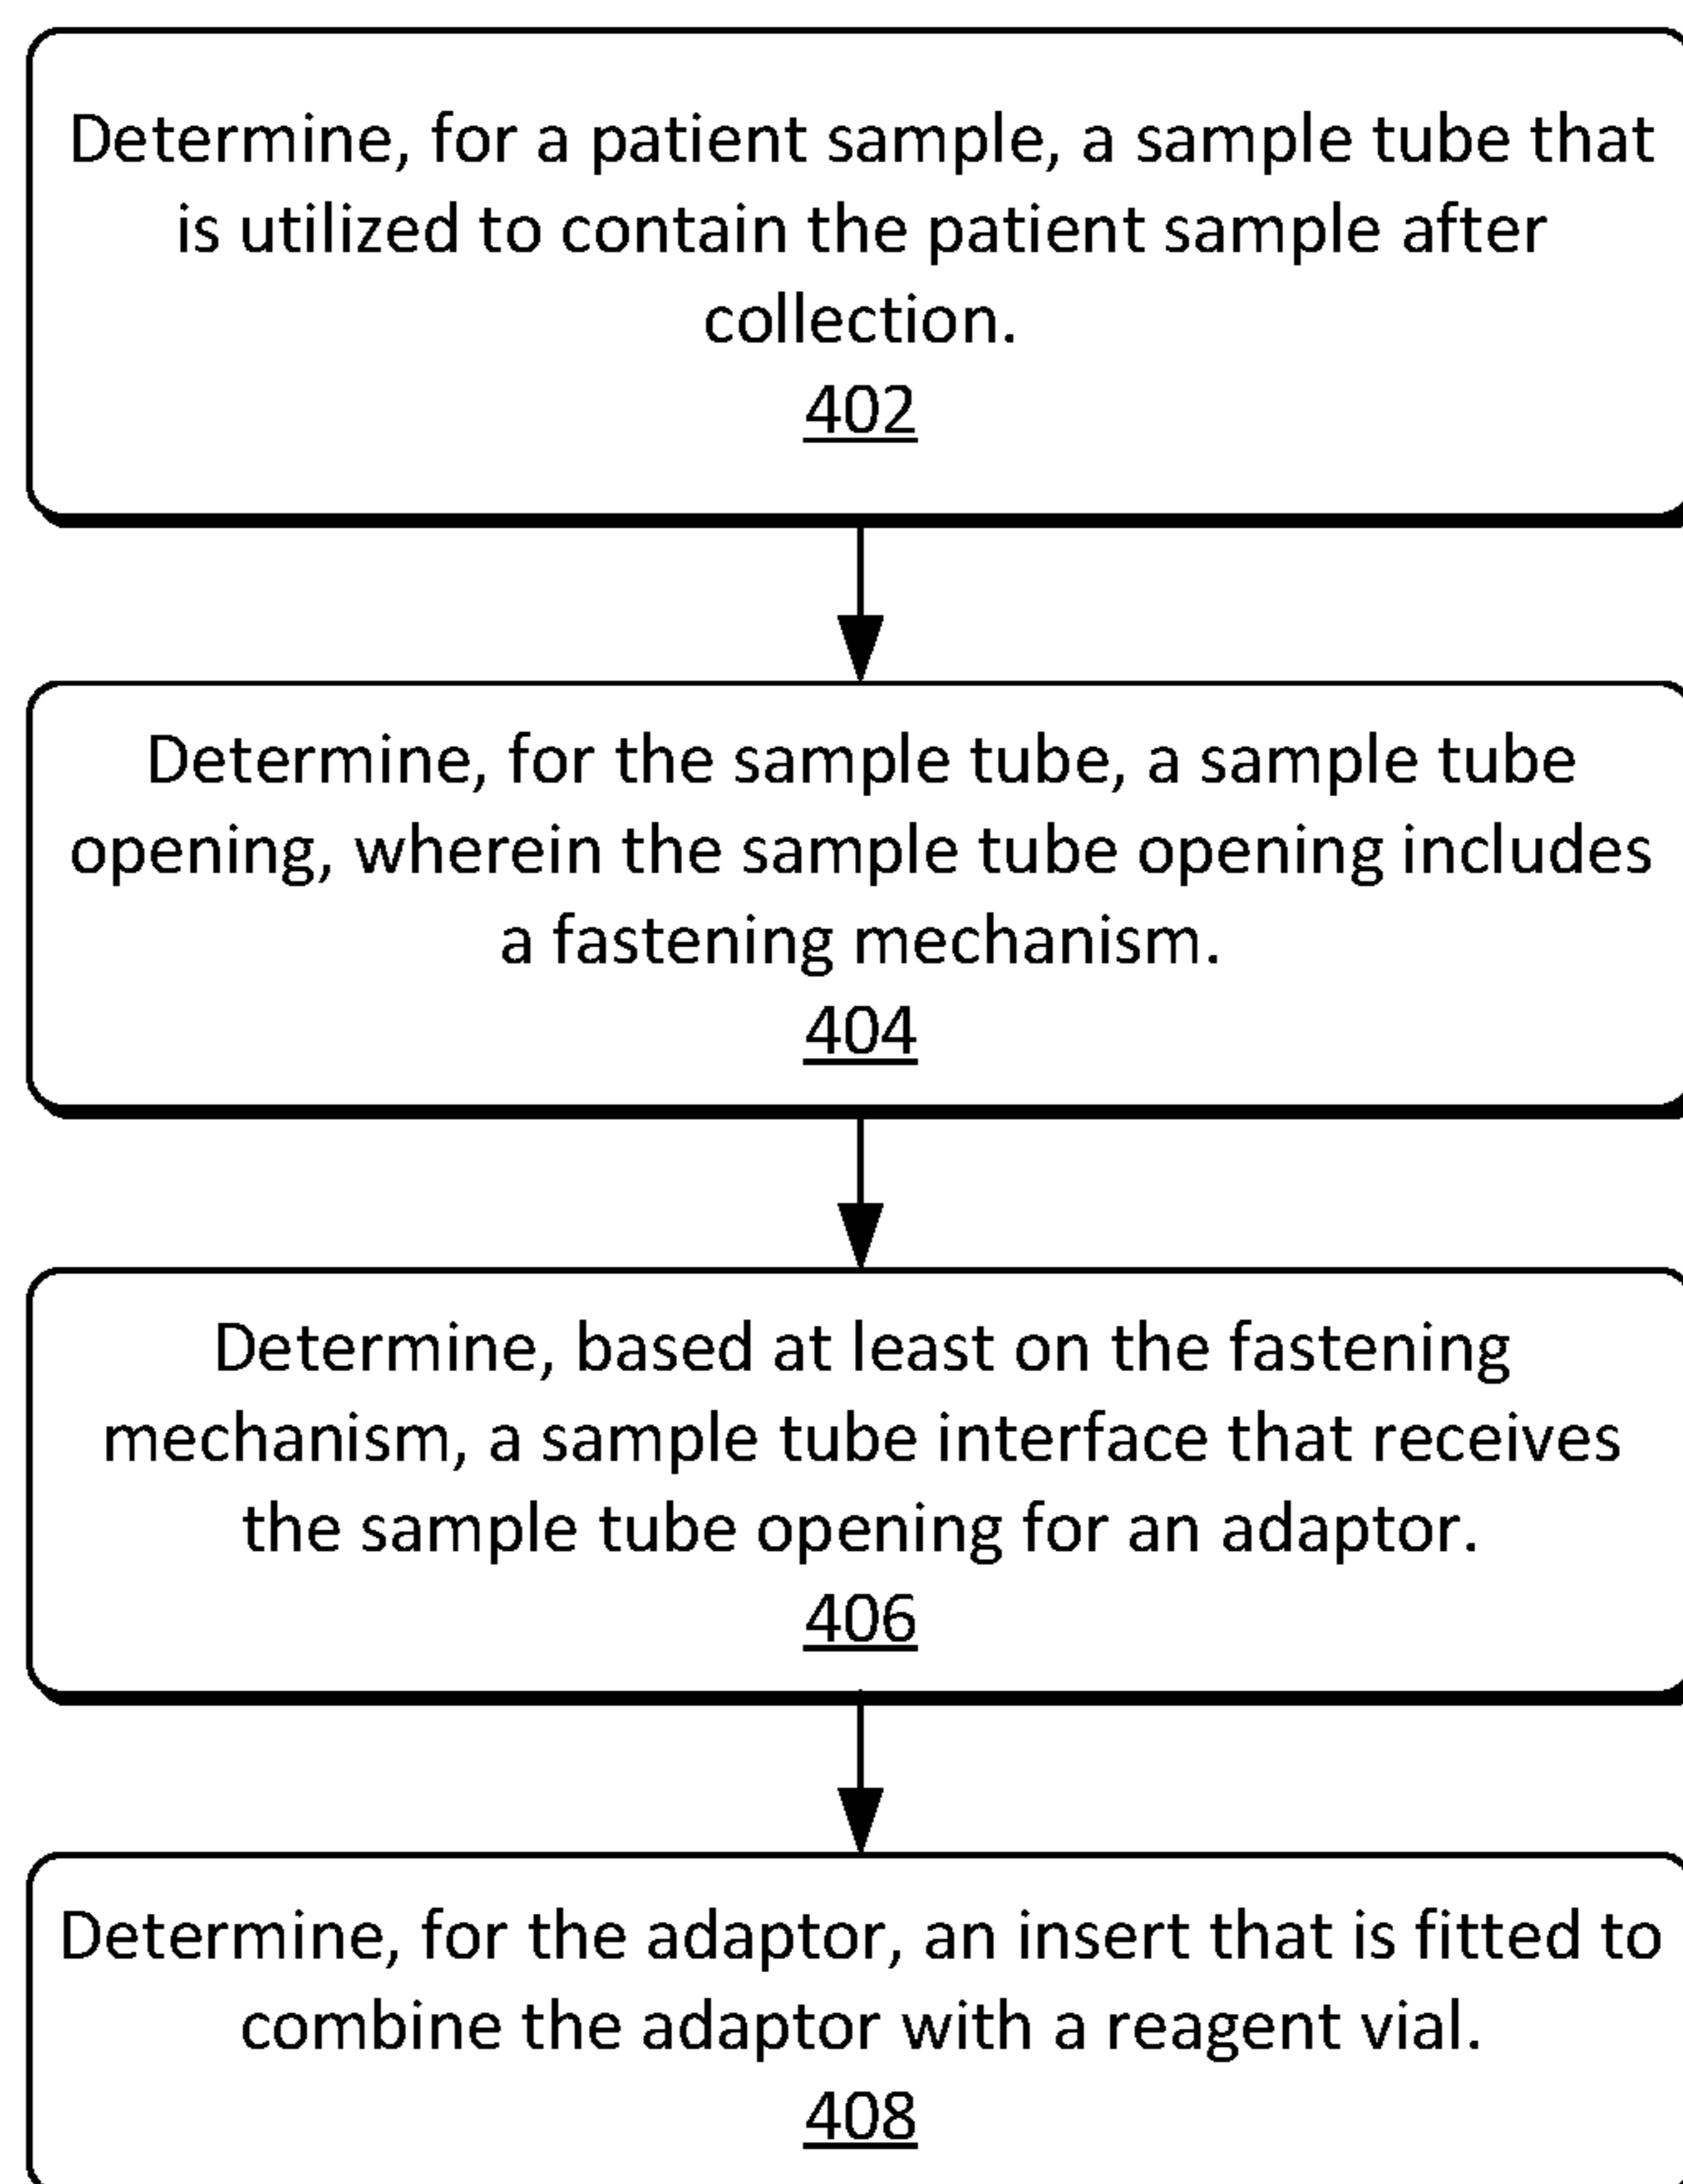 Determine, for a patient sample, a sample tube that
is utilized to contain the patient sample after
collection.
402
Determine, for the sample tube, a sample tube
opening, wherein the sample tube opening includes
a fastening mechanism.
404
Determine, based at least on the fastening
mechanism, a sample tube interface that receives
the sample tube opening for an adaptor.
406
Determine, for the adaptor, an insert that is fitted to
combine the adaptor with a reagent vial.
408